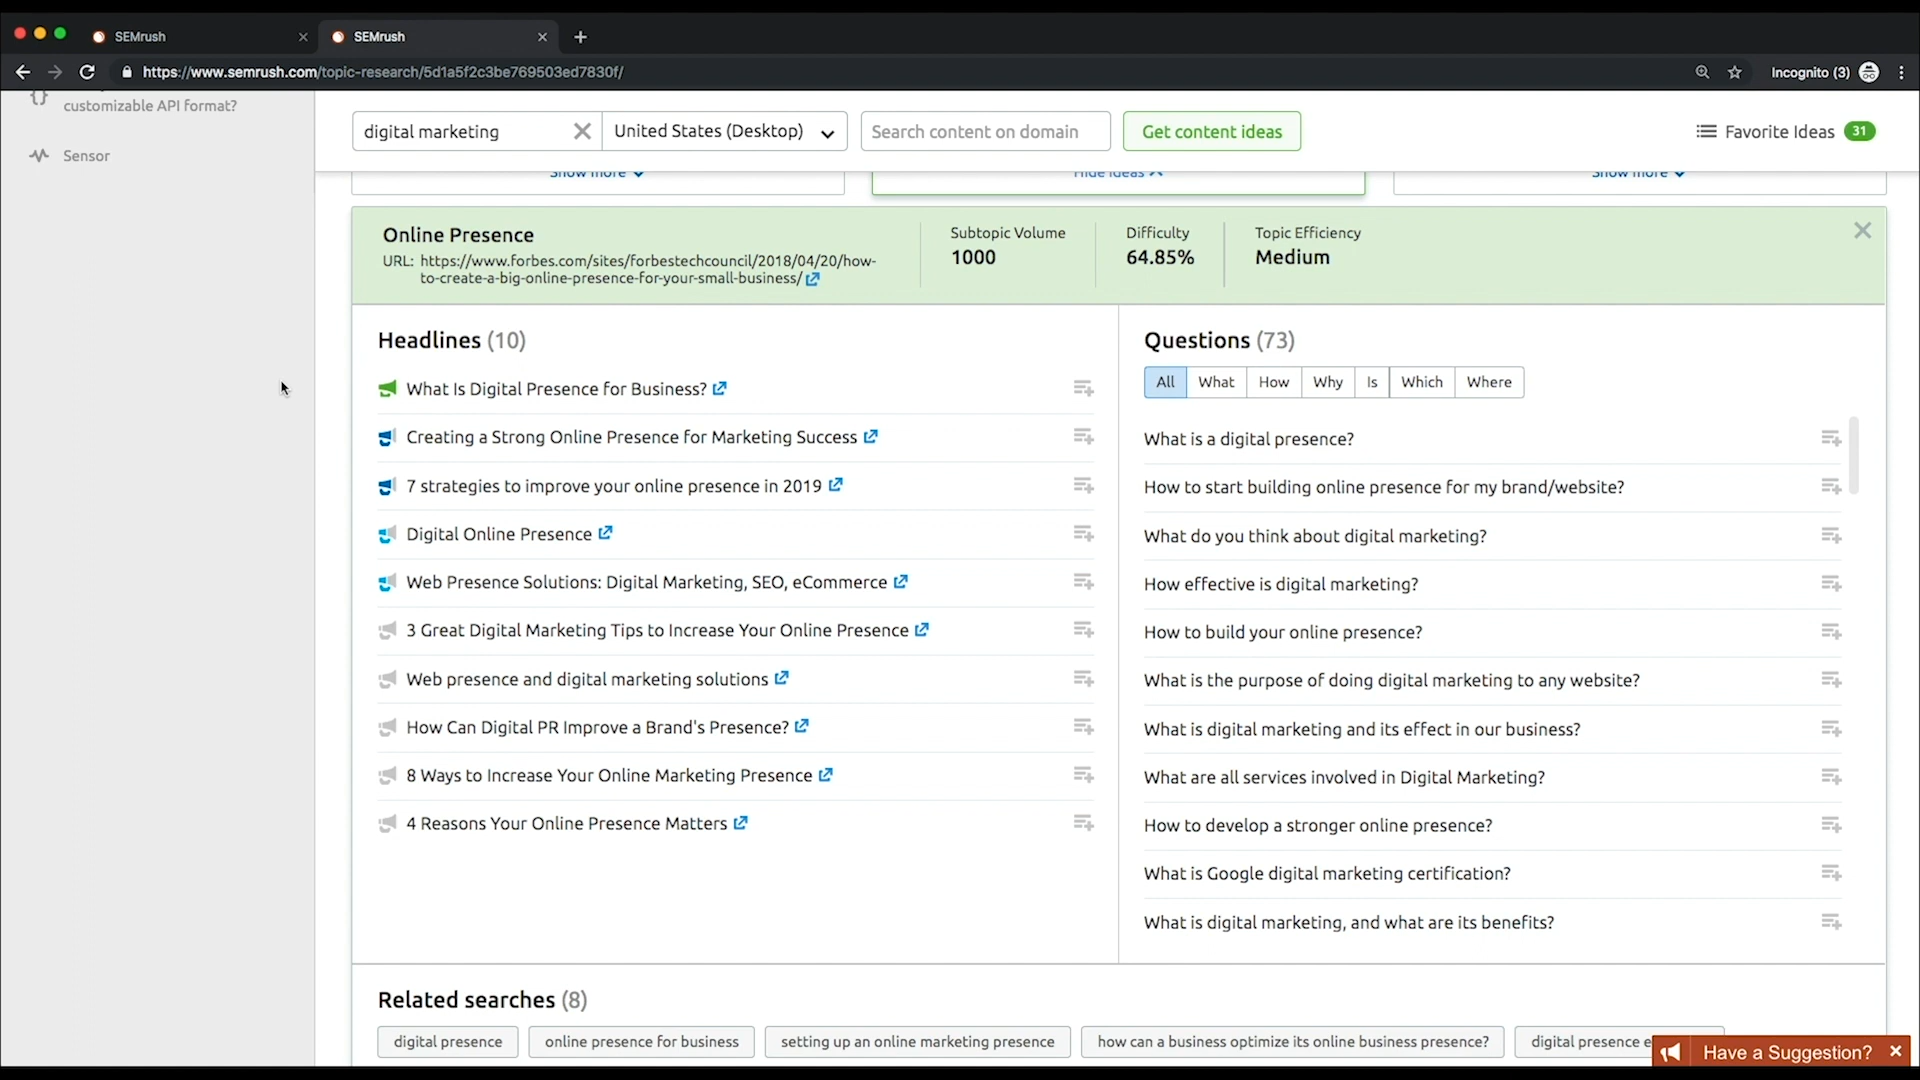 SEMrush
SEMrush
https://www.semrush.com/topic-research/5d1a5f2c3be769503ed7830f/
Incognito (3)
customizable API format?
Sensor
digital marketing
United States (Desktop)
Search content on domain
Get content ideas
Favorite Ideas 31
Show more
Hide ideas
Show more
Online Presence
URL: https://www.forbes.com/sites/forbestechcouncil/2018/04/20/how-
to-create-a-big-online-presence-for-your-small-business/
Subtopic Volume
1000
Difficulty
64.85%
Topic Efficiency
Medium
Headlines (10)
What Is Digital Presence for Business?
Creating a Strong Online Presence for Marketing Success
7 strategies to improve your online presence in 2019
Digital Online Presence
Web Presence Solutions: Digital Marketing, SEO, eCommerce
3 Great Digital Marketing Tips to Increase Your Online Presence
Web presence and digital marketing solutions
How Can Digital PR Improve a Brand's Presence?
8 Ways to Increase Your Online Marketing Presence
4 Reasons Your Online Presence Matters
Questions (73)
All What How Why Is Which Where
What is a digital presence?
How to start building online presence for my brand/website?
What do you think about digital marketing?
How effective is digital marketing?
How to build your online presence?
What is the purpose of doing digital marketing to any website?
What is digital marketing and its effect in our business?
What are all services involved in Digital Marketing?
How to develop a stronger online presence?
What is Google digital marketing certification?
What is digital marketing, and what are its benefits?
Related searches (8)
digital presence
online presence for business
setting up an online marketing presence
how can a business optimize its online business presence?
digital presence e
Have a Suggestion?